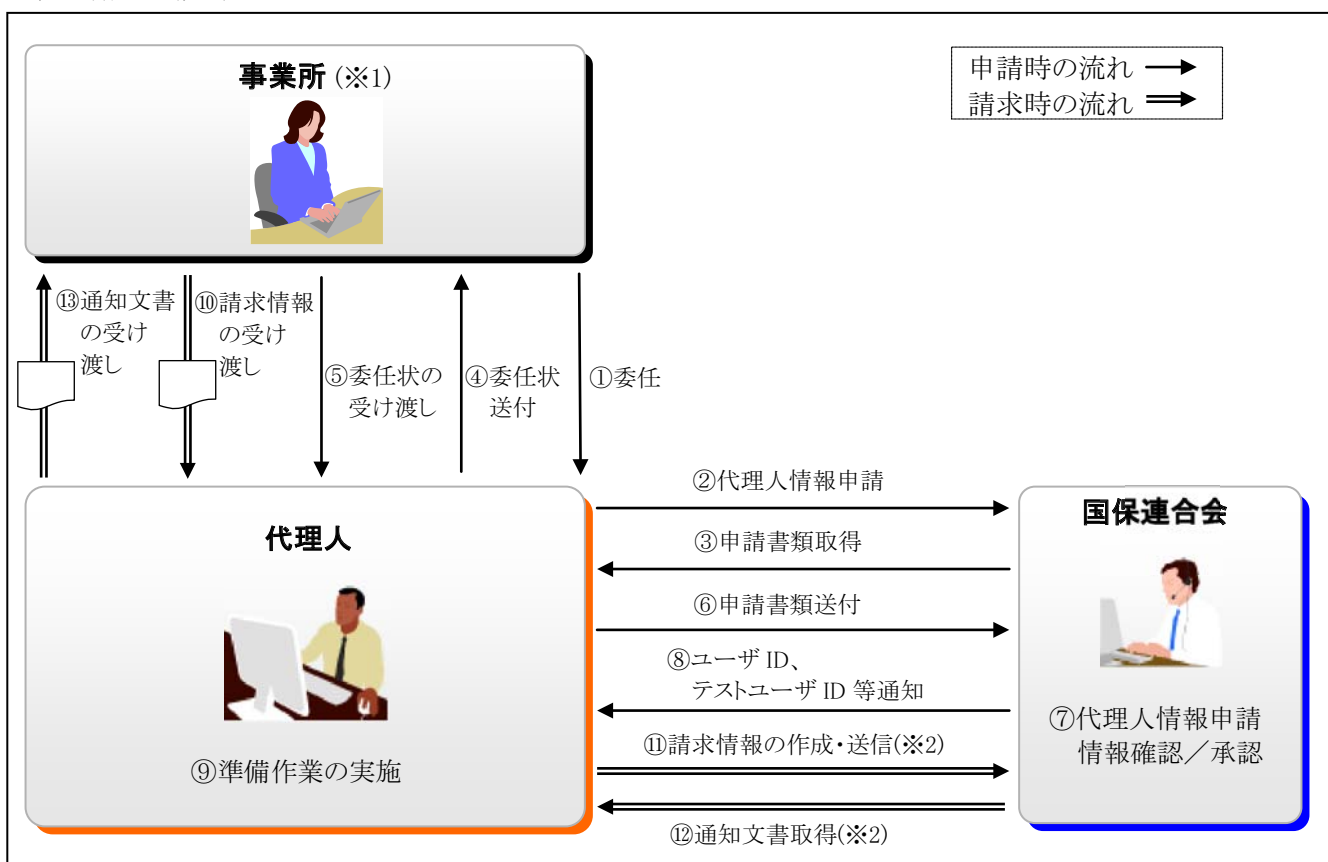 事業所 (※1)
申請時の流れ
請求時の流れ
⑬通知文書
の受け
渡し
⑩請求情報
の受け
渡し
⑤委任状の
受け渡し
④委任状
送付
①委任
②代理人情報申請
③申請書類取得
⑥申請書類送付
⑧ユーザ ID、
テストユーザ ID 等通知
⑪請求情報の作成・送信(※2)
⑫通知文書取得(※2)
代理人
⑨準備作業の実施
国保連合会
⑦代理人情報申請
情報確認／承認